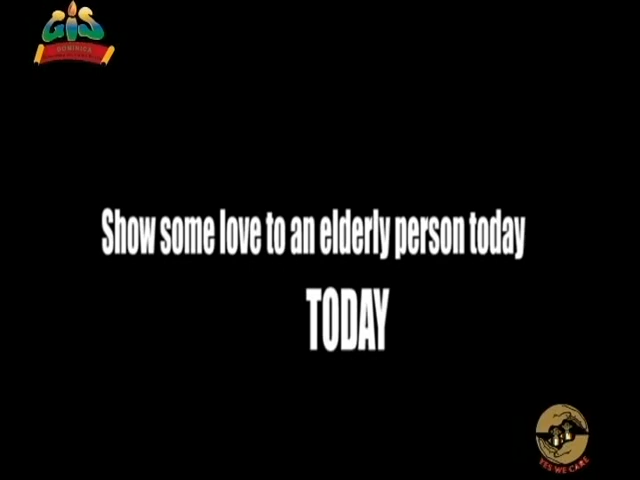 GIS
DOMINICA
Show some love to an elderly person today
TODAY
YES WE CARE